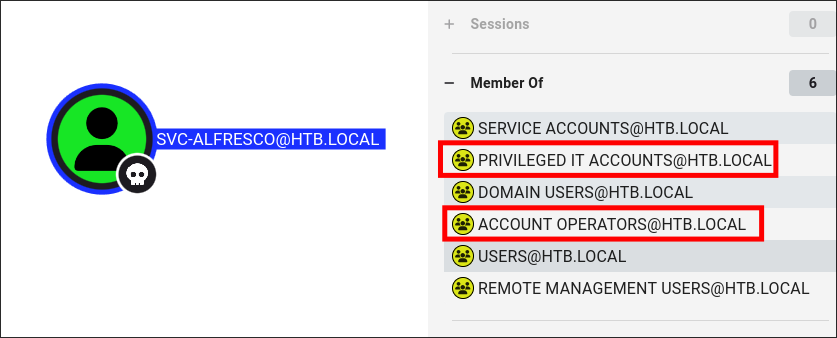 SVC-ALFRESCO@HTB.LOCAL
+ Sessions 0
− Member Of 6
SERVICE ACCOUNTS@HTB.LOCAL
PRIVILEGED IT ACCOUNTS@HTB.LOCAL
DOMAIN USERS@HTB.LOCAL
ACCOUNT OPERATORS@HTB.LOCAL
USERS@HTB.LOCAL
REMOTE MANAGEMENT USERS@HTB.LOCAL